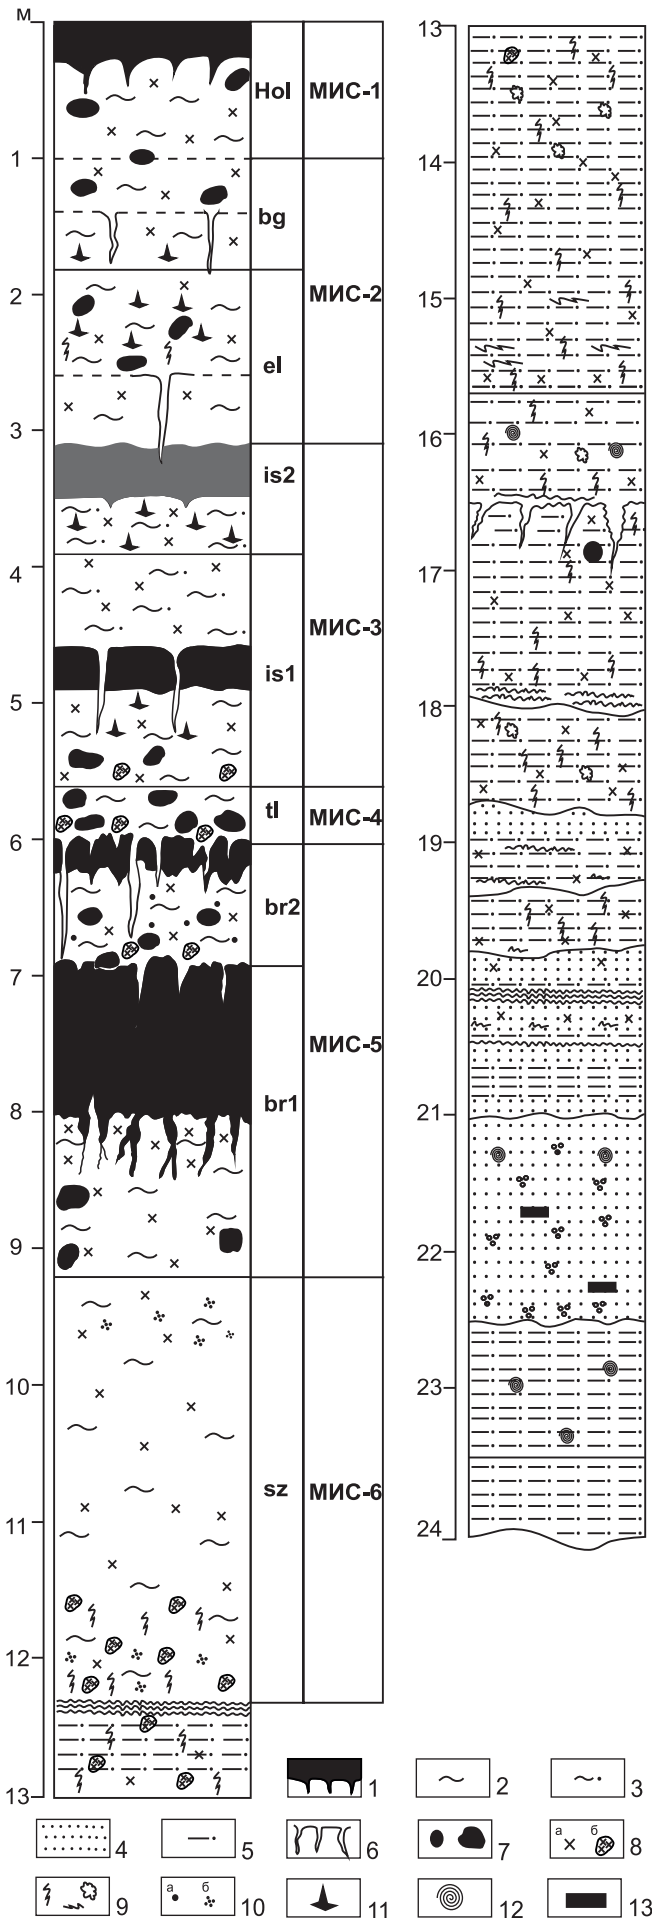 м
Hol МИС-1
1
bg
2
МИС-2
el
3
is2
4
МИС-3
is1
5
tl МИС-4
6
br2
7
МИС-5
br1
8
9
10
sz МИС-6
11
12
13
13
14
15
16
17
18
19
20
21
22
23
24
1 2 3
4 5 6 7 а б 8
9 а б 10 11 12 13